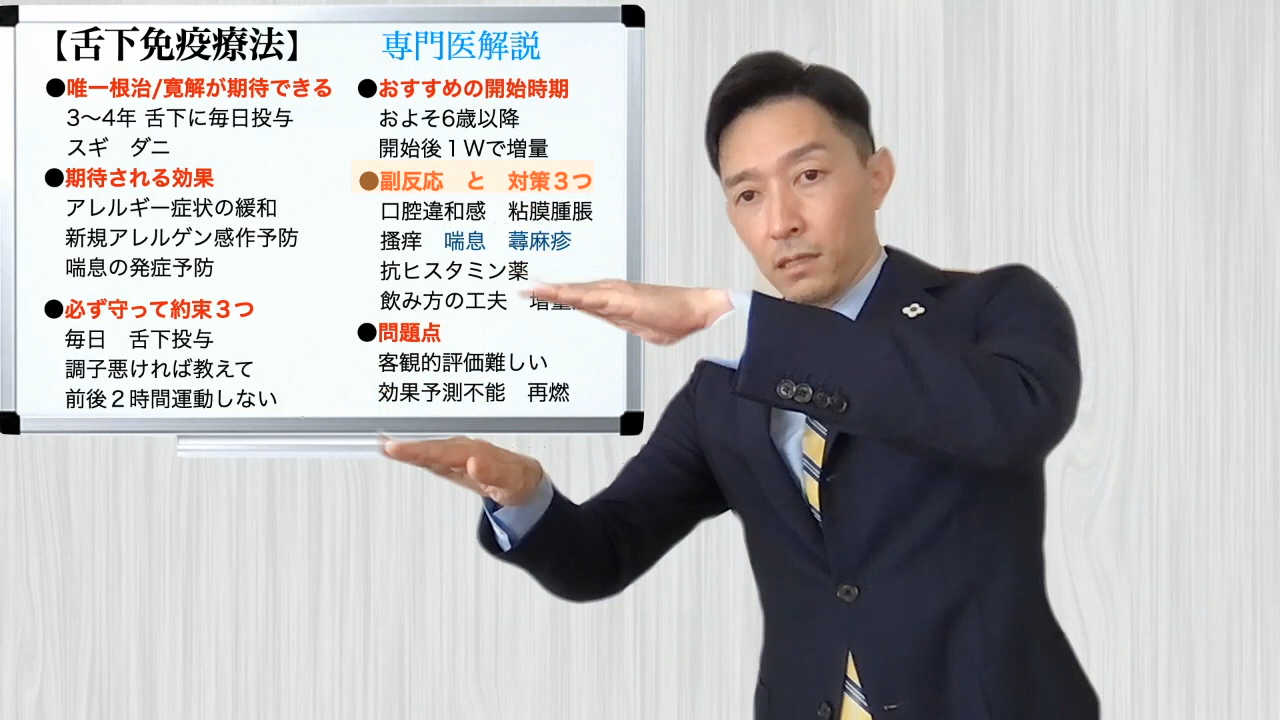 【舌下免疫療法】
●唯一根治/寛解が期待できる
3〜4年 舌下に毎日投与
スギ　ダニ
●期待される効果
アレルギー症状の緩和
新規アレルゲン感作予防
喘息の発症予防
●必ず守って約束３つ
毎日　舌下投与
調子悪ければ教えて
前後２時間運動しない
専門医解説
●おすすめの開始時期
およそ6歳以降
開始後１Wで増量
●副反応　と　対策３つ
口腔違和感　粘膜腫脹
掻痒　喘息　蕁麻疹
抗ヒスタミン薬
飲み方の工夫　増量
●問題点
客観的評価難しい
効果予測不能　再燃